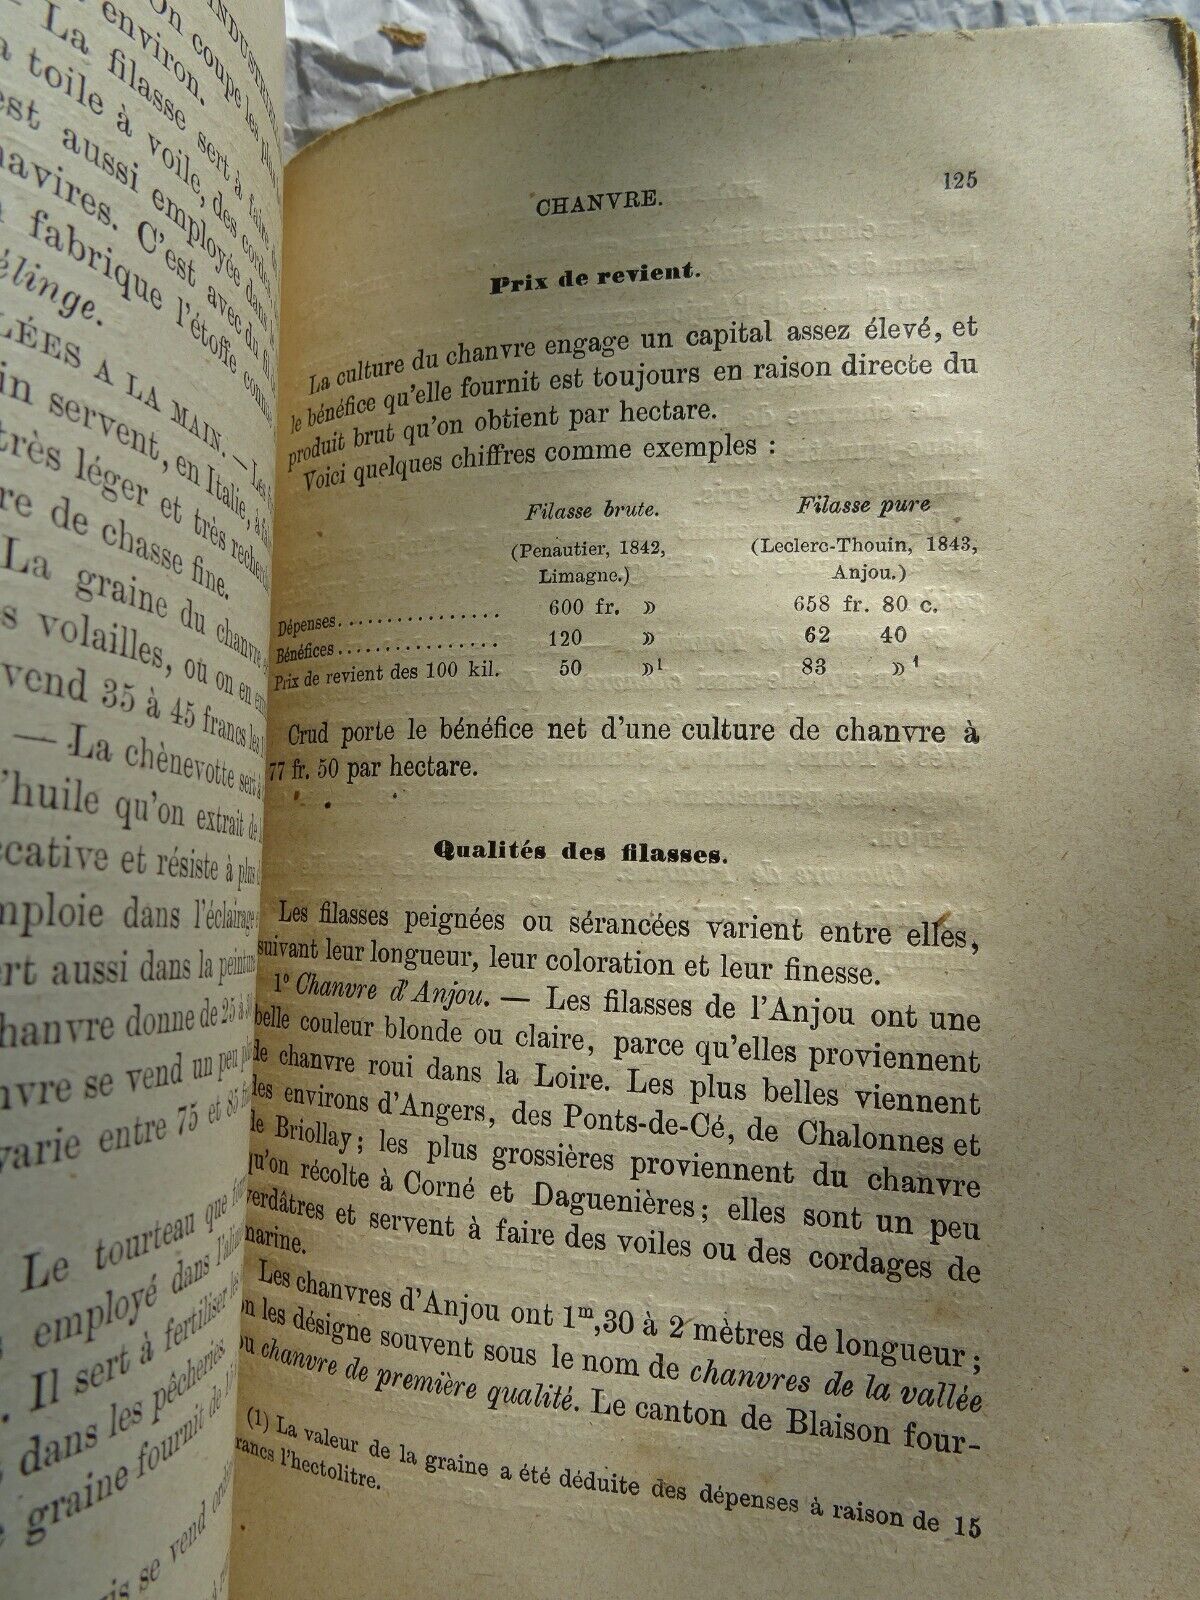 INDUSTRIE
On coupe les
environ.
— La filasse sert à faire
toile à voile, des
est aussi employée dans
navires. C'est avec du fil
fabrique l'étoffe
élinge.
LÉES A LA MAIN. — Les
in servent, en Italie,
très léger et très
re de chasse fine.
La graine du chanvre
s volailles, ou on en
vend 35 à 45 francs les
— La chènevotte sert à
'huile qu'on extrait de
cative et résiste à plus
mploie dans l'éclairage
rt aussi dans la peinture
hanvre donne de 25 à
nvre se vend un peu
varie entre 75 et 85
Le tourteau que
employé dans
. Il sert à fertiliser les
dans les pêcheries
graine fournit de
is se vend
CHANVRE. 125
Prix de revient.
La culture du chanvre engage un capital assez élevé, et
le bénéfice qu'elle fournit est toujours en raison directe du
produit brut qu'on obtient par hectare.
Voici quelques chiffres comme exemples :
Filasse brute. Filasse pure
(Penautier, 1842, (Leclerc-Thouin, 1843,
Limagne.) Anjou.)
Dépenses................ 600 fr. » 658 fr. 80 c.
Bénéfices................ 120 » 62 40
Prix de revient des 100 kil. 50 »1 83 »1
Crud porte le bénéfice net d'une culture de chanvre à
77 fr. 50 par hectare.
Qualités des filasses.
Les filasses peignées ou sérancées varient entre elles,
suivant leur longueur, leur coloration et leur finesse.
1° Chanvre d'Anjou. — Les filasses de l'Anjou ont une
belle couleur blonde ou claire, parce qu'elles proviennent
de chanvre roui dans la Loire. Les plus belles viennent
des environs d'Angers, des Ponts-de-Cé, de Chalonnes et
de Briollay ; les plus grossières proviennent du chanvre
qu'on récolte à Corné et Daguenières ; elles sont un peu
verdâtres et servent à faire des voiles ou des cordages de
marine.
Les chanvres d'Anjou ont 1m,30 à 2 mètres de longueur ;
on les désigne souvent sous le nom de chanvres de la vallée
ou chanvre de première qualité. Le canton de Blaison four-
(1) La valeur de la graine a été déduite des dépenses à raison de 15
francs l'hectolitre.